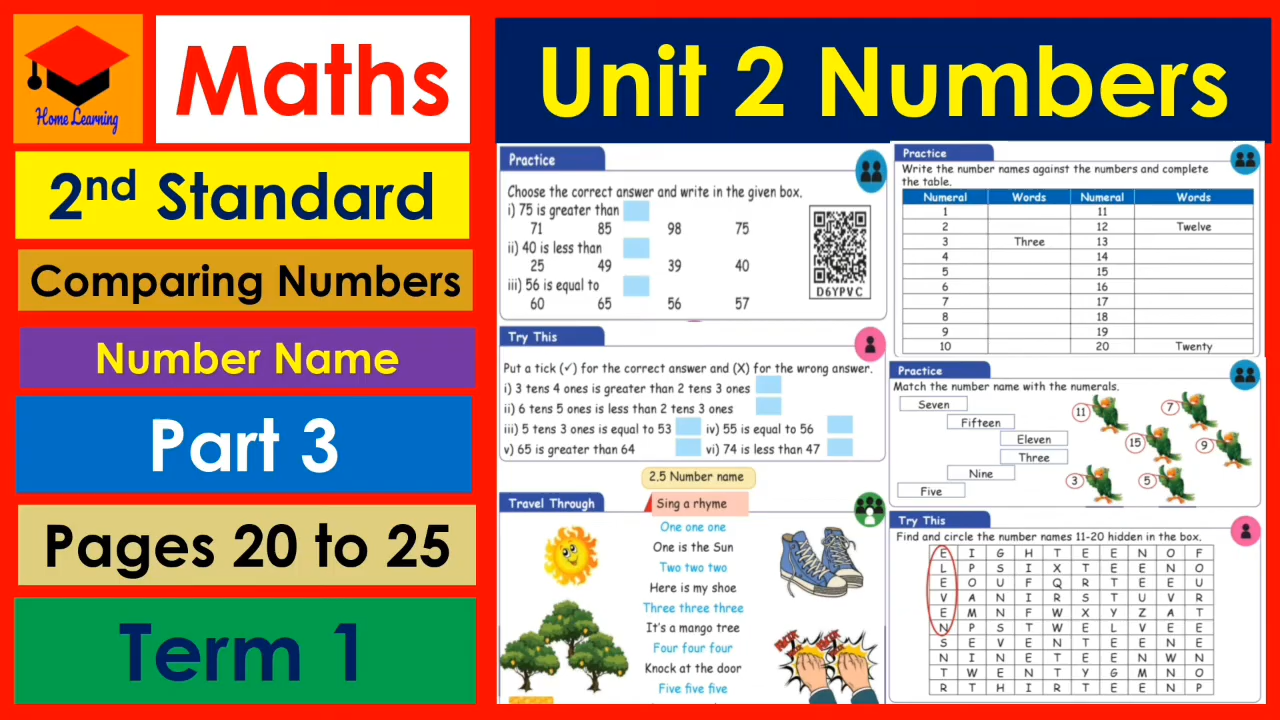 Home Learning
Maths
2nd Standard
Comparing Numbers
Number Name
Part 3
Pages 20 to 25
Term 1
Unit 2 Numbers
Practice
Choose the correct answer and write in the given box.
i) 75 is greater than
71 85 98 75
ii) 40 is less than
25 49 39 40
iii) 56 is equal to
60 65 56 57
D6YPVC
Try This
Put a tick (✓) for the correct answer and (X) for the wrong answer.
i) 3 tens 4 ones is greater than 2 tens 3 ones
ii) 6 tens 5 ones is less than 2 tens 3 ones
iii) 5 tens 3 ones is equal to 53 iv) 55 is equal to 56
v) 65 is greater than 64 vi) 74 is less than 47
2.5 Number name
Travel Through
Sing a rhyme
One one one
One is the Sun
Two two two
Here is my shoe
Three three three
It's a mango tree
Four four four
Knock at the door
Five five five
Practice
Write the number names against the numbers and complete
the table.
Numeral Words Numeral Words
1 11
2 12 Twelve
3 Three 13
4 14
5 15
6 16
7 17
8 18
9 19
10 20 Twenty
Practice
Match the number name with the numerals.
Seven
Fifteen
Eleven
Three
Nine
Five
11
7
15
9
3
5
Try This
Find and circle the number names 11-20 hidden in the box.
E I G H T E E N O F
L P S I X T E E N O
E O U F Q R T E E U
V A N I R S T U V R
E M N F W X Y Z A T
N P S T W E L V E E
S E V E N T E E N E
N I N E T E E N W N
T W E N T Y G M N O
R T H I R T E E N P